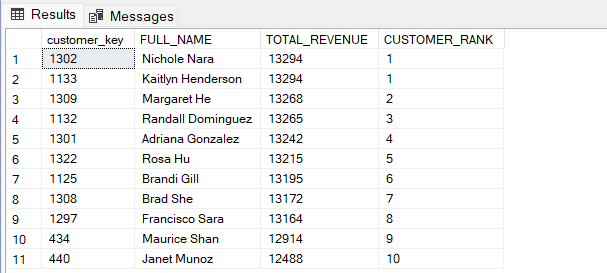 Results Messages
customer_key FULL_NAME TOTAL_REVENUE CUSTOMER_RANK
1 1302 Nichole Nara 13294 1
2 1133 Kaitlyn Henderson 13294 1
3 1309 Margaret He 13268 2
4 1132 Randall Dominguez 13265 3
5 1301 Adriana Gonzalez 13242 4
6 1322 Rosa Hu 13215 5
7 1125 Brandi Gill 13195 6
8 1308 Brad She 13172 7
9 1297 Francisco Sara 13164 8
10 434 Maurice Shan 12914 9
11 440 Janet Munoz 12488 10